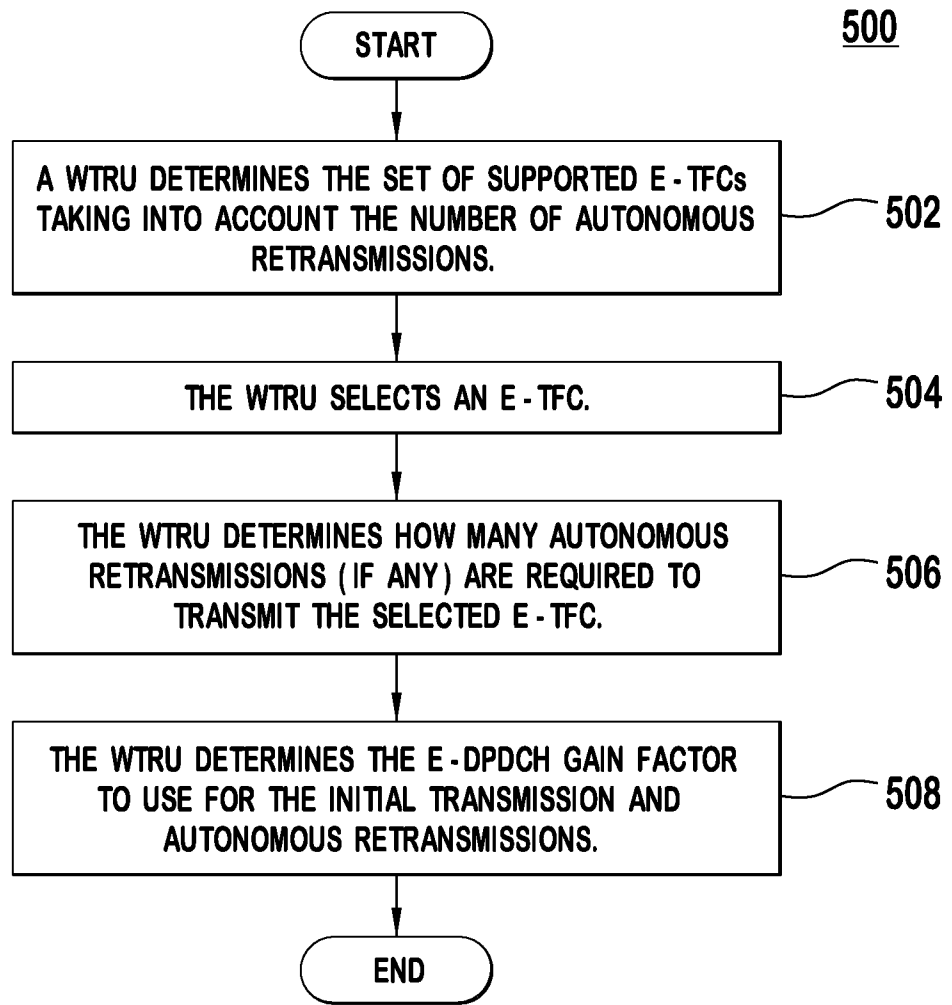 500
START
A WTRU DETERMINES THE SET OF SUPPORTED E-TFCs
TAKING INTO ACCOUNT THE NUMBER OF AUTONOMOUS
RETRANSMISSIONS.
502
THE WTRU SELECTS AN E-TFC.
504
THE WTRU DETERMINES HOW MANY AUTONOMOUS
RETRANSMISSIONS (IF ANY) ARE REQUIRED TO
TRANSMIT THE SELECTED E-TFC.
506
THE WTRU DETERMINES THE E-DPDCH GAIN FACTOR
TO USE FOR THE INITIAL TRANSMISSION AND
AUTONOMOUS RETRANSMISSIONS.
508
END